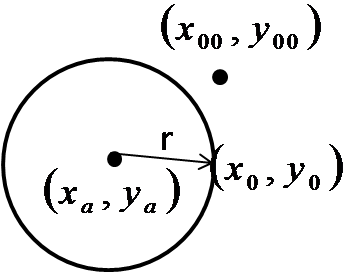 (x₀₀, y₀₀)
r
(x₀, y₀)
(xₐ, yₐ)